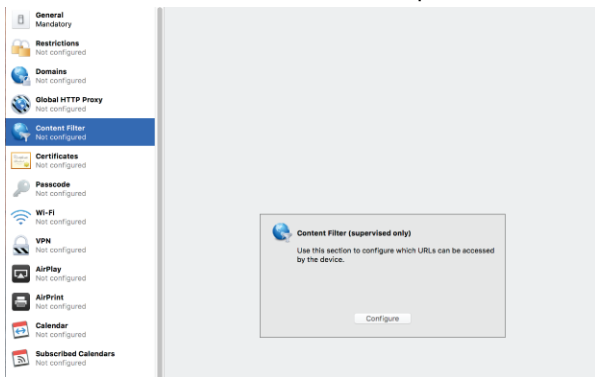 General
Mandatory
Restrictions
Not configured
Domains
Not configured
Global HTTP Proxy
Not configured
Content Filter
Not configured
Certificates
Not configured
Passcode
Not configured
Wi-Fi
Not configured
VPN
Not configured
AirPlay
Not configured
AirPrint
Not configured
Calendar
Not configured
Subscribed Calendars
Not configured
Content Filter (supervised only)
Use this section to configure which URLs can be accessed
by the device.
Configure